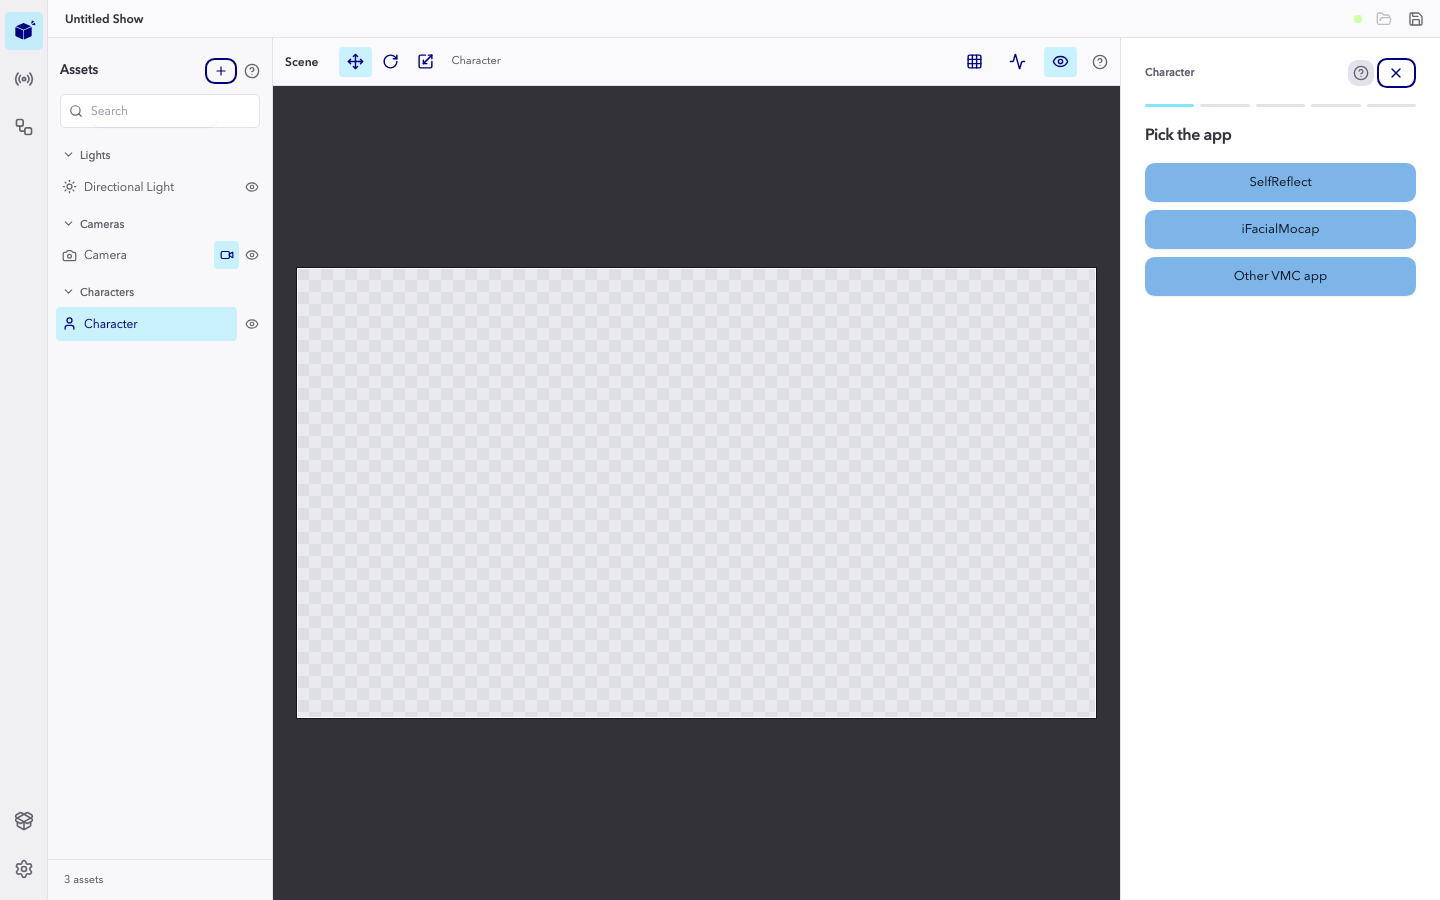 Untitled Show
Assets
Search
Lights
Directional Light
Cameras
Camera
Characters
Character
3 assets
Scene
Character
Character
Pick the app
SelfReflect
iFacialMocap
Other VMC app